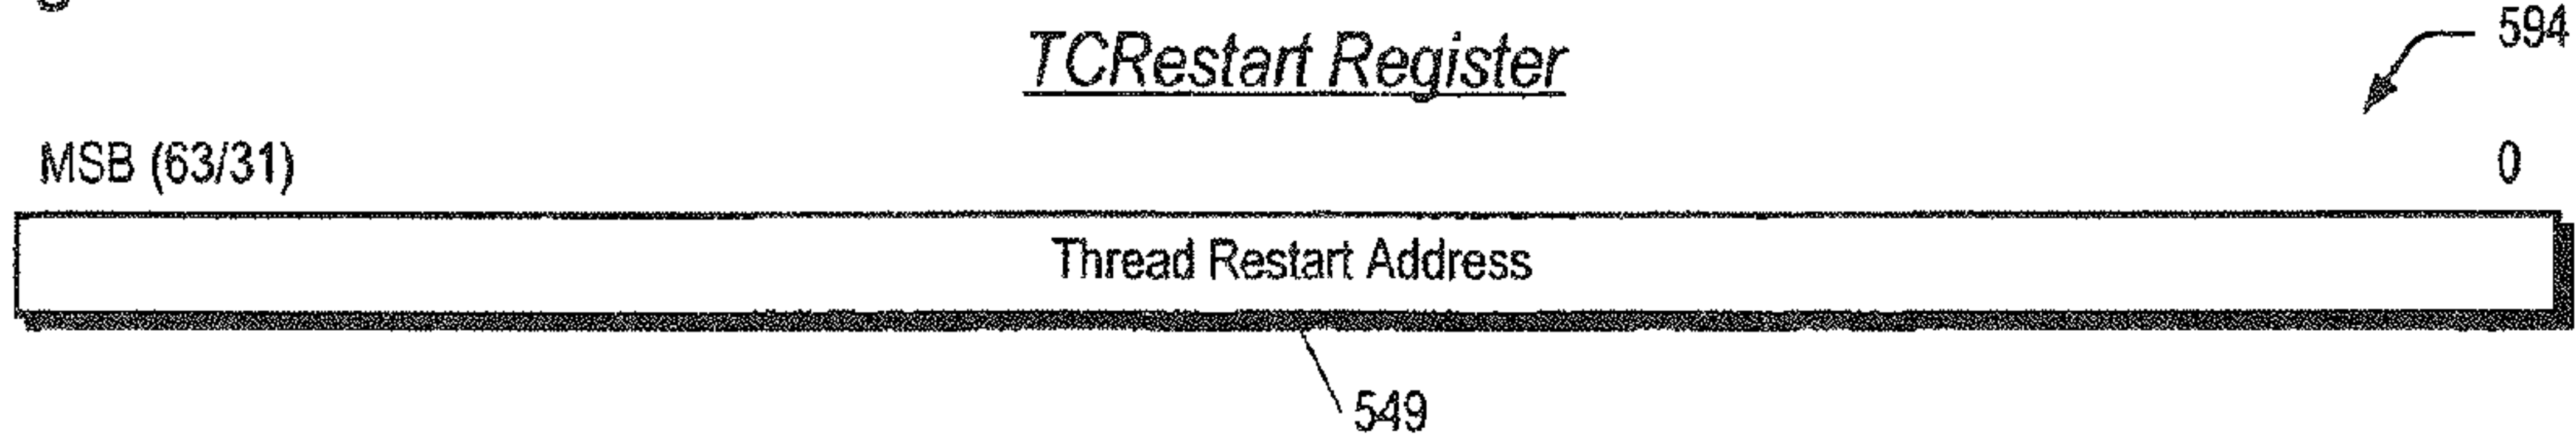 TCRestart Register
594
MSB (63/31) 0
Thread Restart Address
549